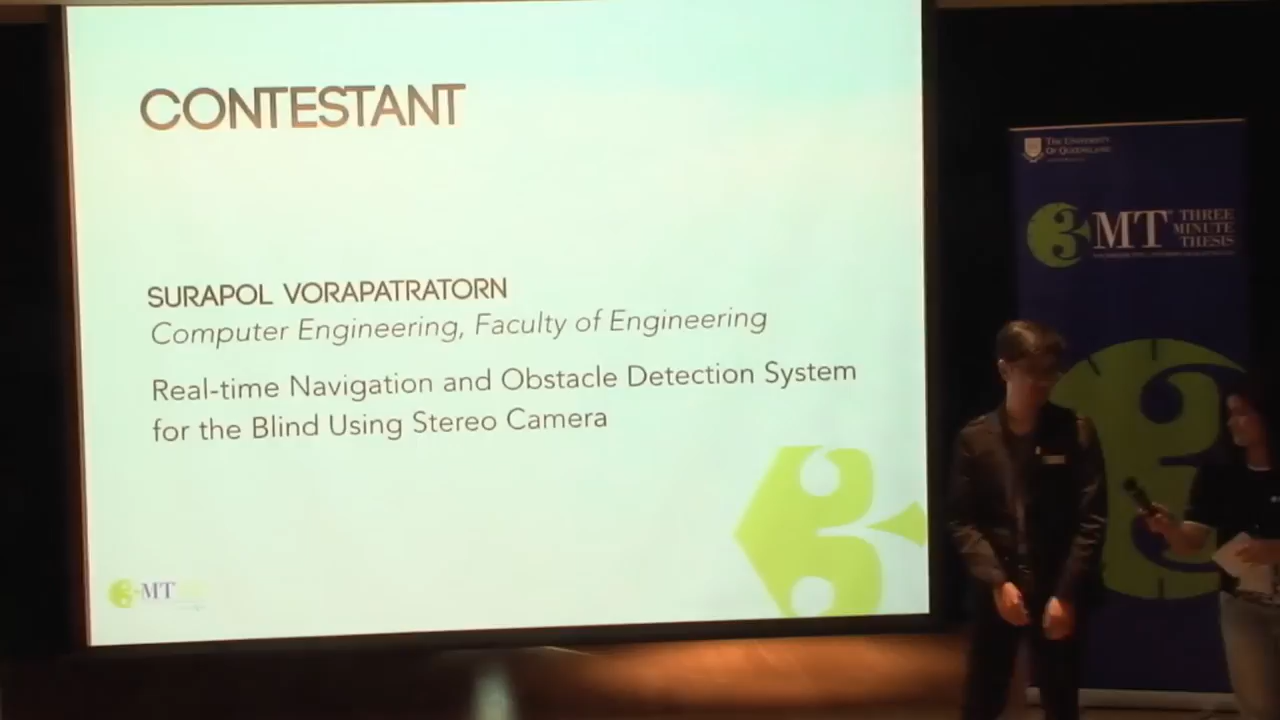 CONTESTANT
SURAPOL VORAPATRATORN
Computer Engineering, Faculty of Engineering
Real-time Navigation and Obstacle Detection System
for the Blind Using Stereo Camera
3MT
THE UNIVERSITY
OF QUEENSLAND
3MT® THREE
MINUTE
THESIS